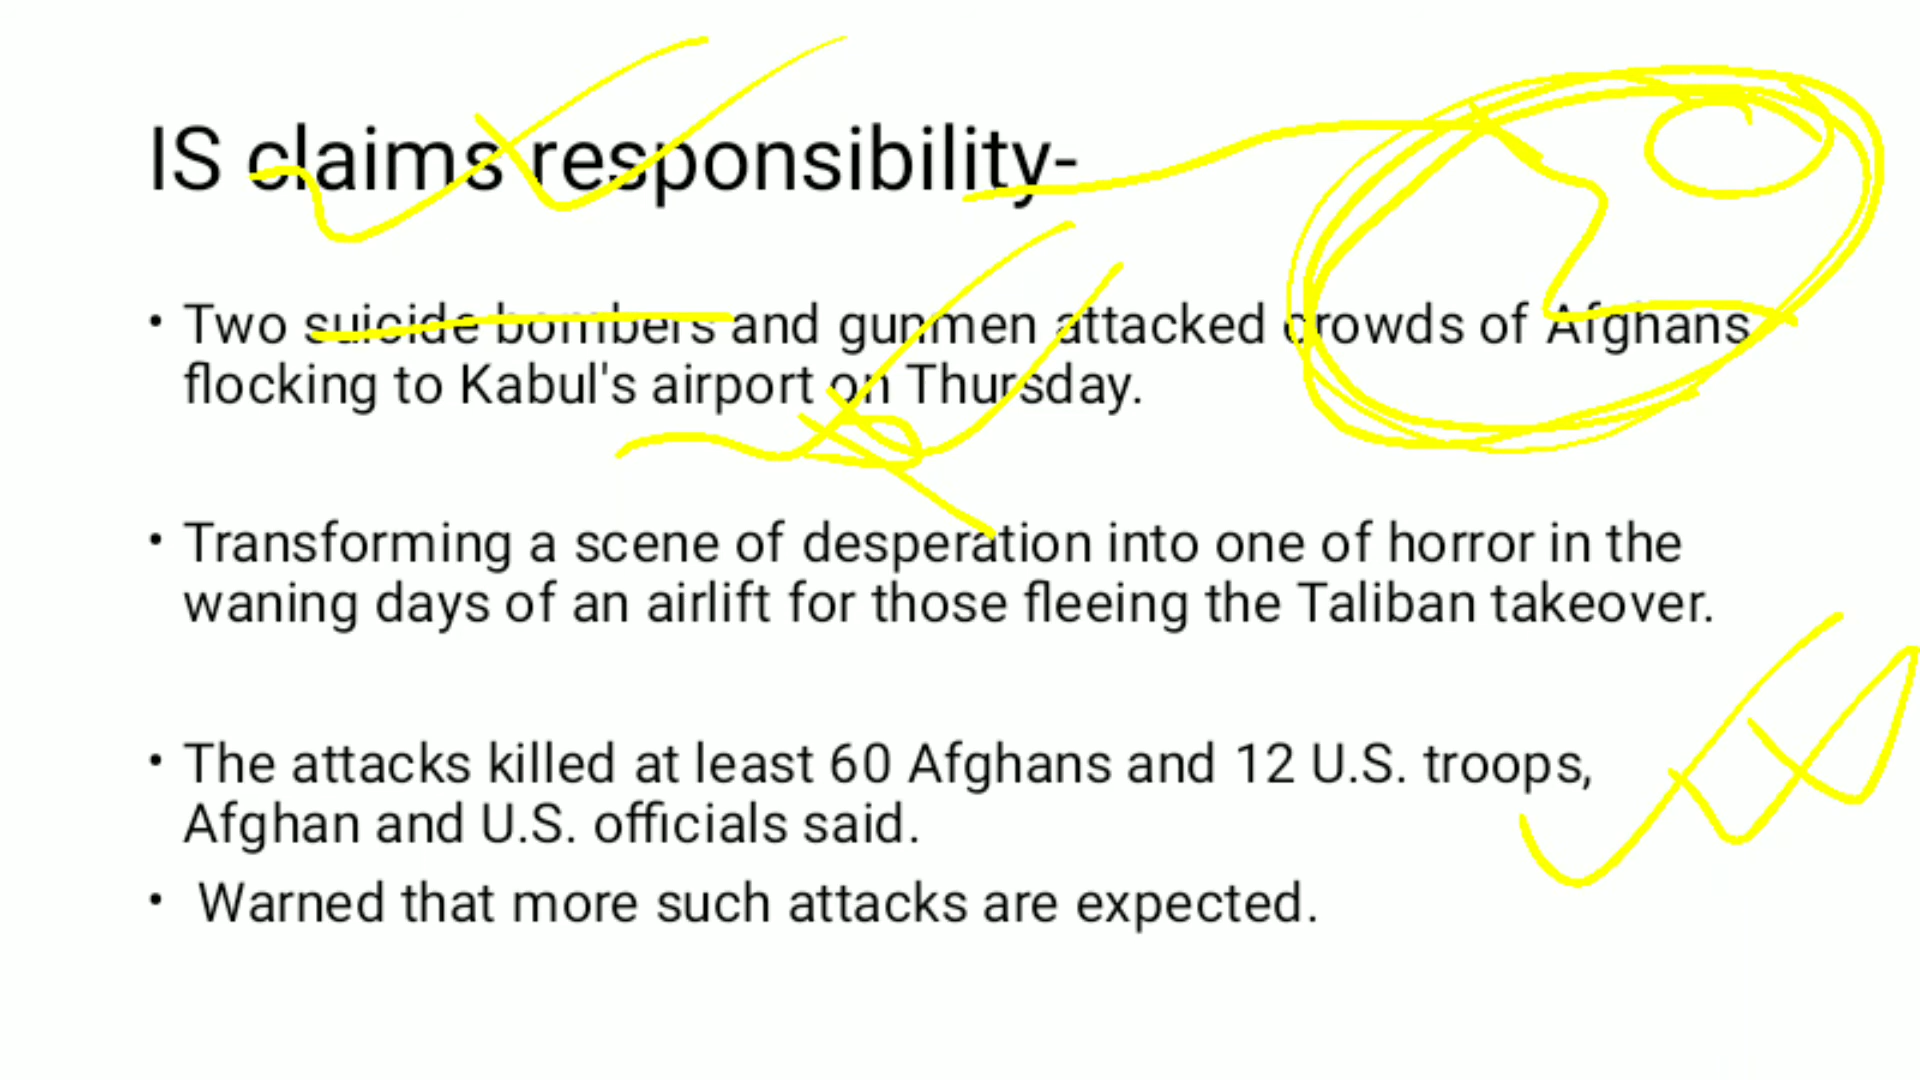 IS claims responsibility-
• Two suicide bombers and gunmen attacked crowds of Afghans
flocking to Kabul's airport on Thursday.
• Transforming a scene of desperation into one of horror in the
waning days of an airlift for those fleeing the Taliban takeover.
• The attacks killed at least 60 Afghans and 12 U.S. troops,
Afghan and U.S. officials said.
• Warned that more such attacks are expected.